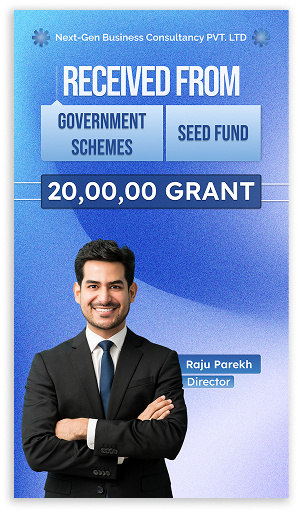 Next-Gen Business Consultancy PVT. LTD
RECEIVED FROM
GOVERNMENT
SCHEMES
SEED FUND
20,00,00 GRANT
Raju Parekh
Director